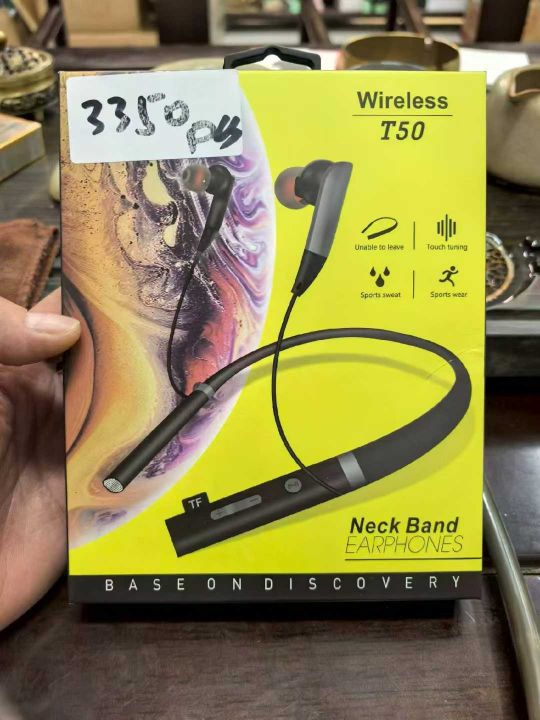 3350
pcs
Wireless
T50
Unable to leave
Touch tuning
Sports sweat
Sports wear
TF
Neck Band
EARPHONES
BASE ON DISCOVERY